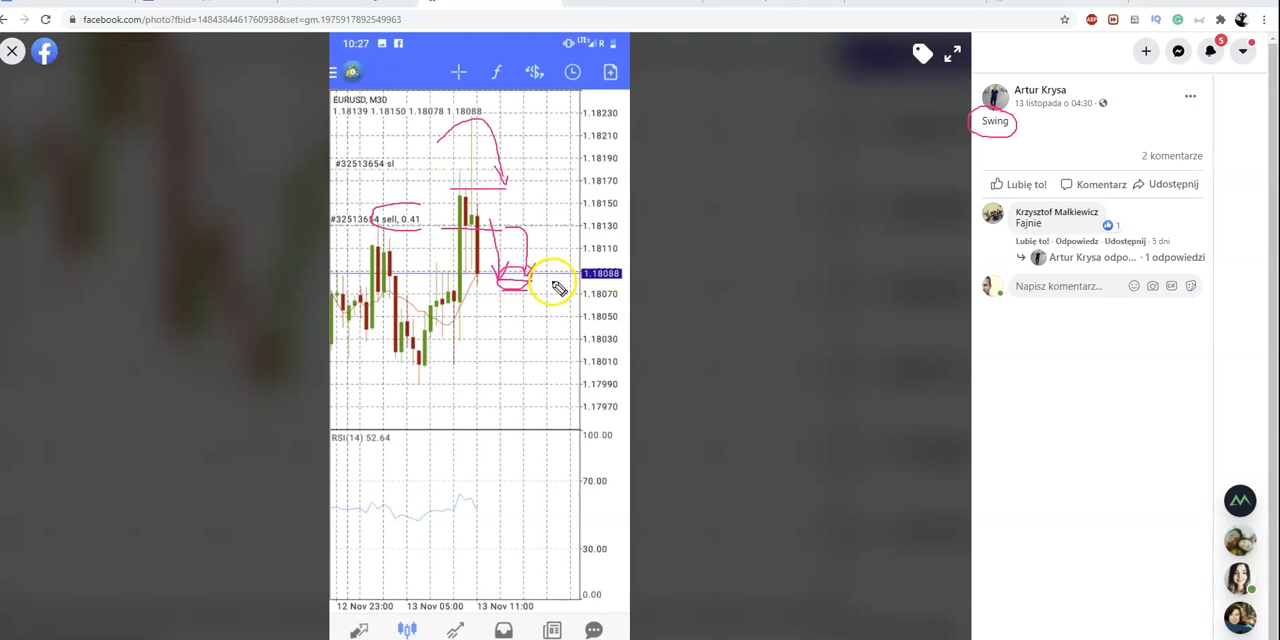 facebook.com/photo?fbid=1484384461760938&set=gm.1975917892549963
10:27
LTE
R
EURUSD, M30
1.18139 1.18150 1.18078 1.18088
#32513654 sl
#32513654 sell, 0.41
1.18230
1.18210
1.18190
1.18170
1.18150
1.18130
1.18110
1.18088
1.18070
1.18050
1.18030
1.18010
1.17990
1.17970
RSI(14) 52.64
100.00
70.00
30.00
0.00
12 Nov 23:00
13 Nov 05:00
13 Nov 11:00
ABP
IQ
5
Artur Krysa
13 listopada o 04:30
Swing
2 komentarze
Lubię to!
Komentarz
Udostępnij
Krzysztof Malkiewicz
Fajnie
1
Lubię to! · Odpowiedz · Udostępnij · 5 dni
Artur Krysa odpo... · 1 odpowiedź
Napisz komentarz...